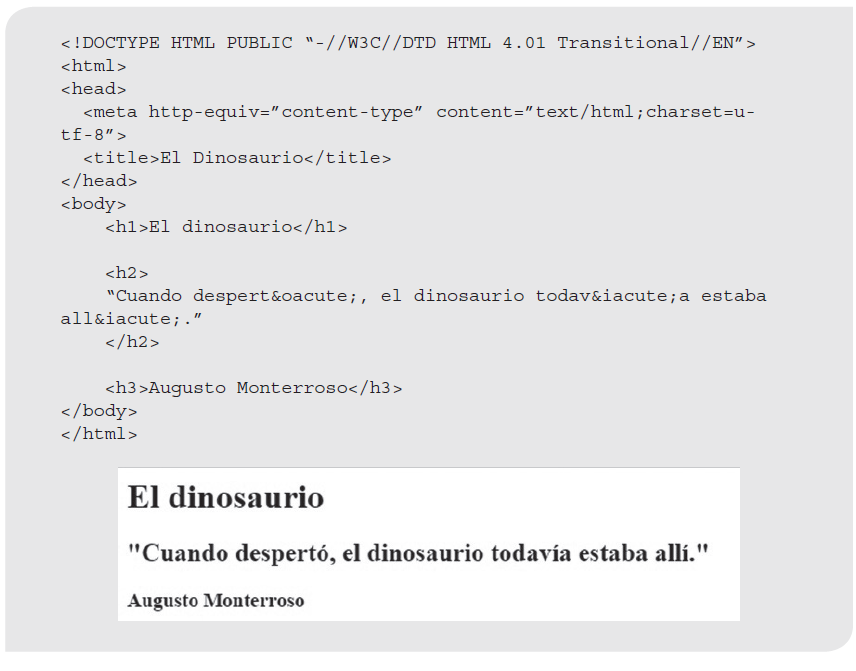 <!DOCTYPE HTML PUBLIC “-//W3C//DTD HTML 4.01 Transitional//EN”>
<html>
<head>
<meta http-equiv=”content-type” content=”text/html;charset=u-
tf-8”>
<title>El Dinosaurio</title>
</head>
<body>
<h1>El dinosaurio</h1>
<h2>
“Cuando despert&oacute;, el dinosaurio todav&iacute;a estaba
all&iacute;.”
</h2>
<h3>Augusto Monterroso</h3>
</body>
</html>
El dinosaurio
"Cuando despertó, el dinosaurio todavía estaba allí."
Augusto Monterroso